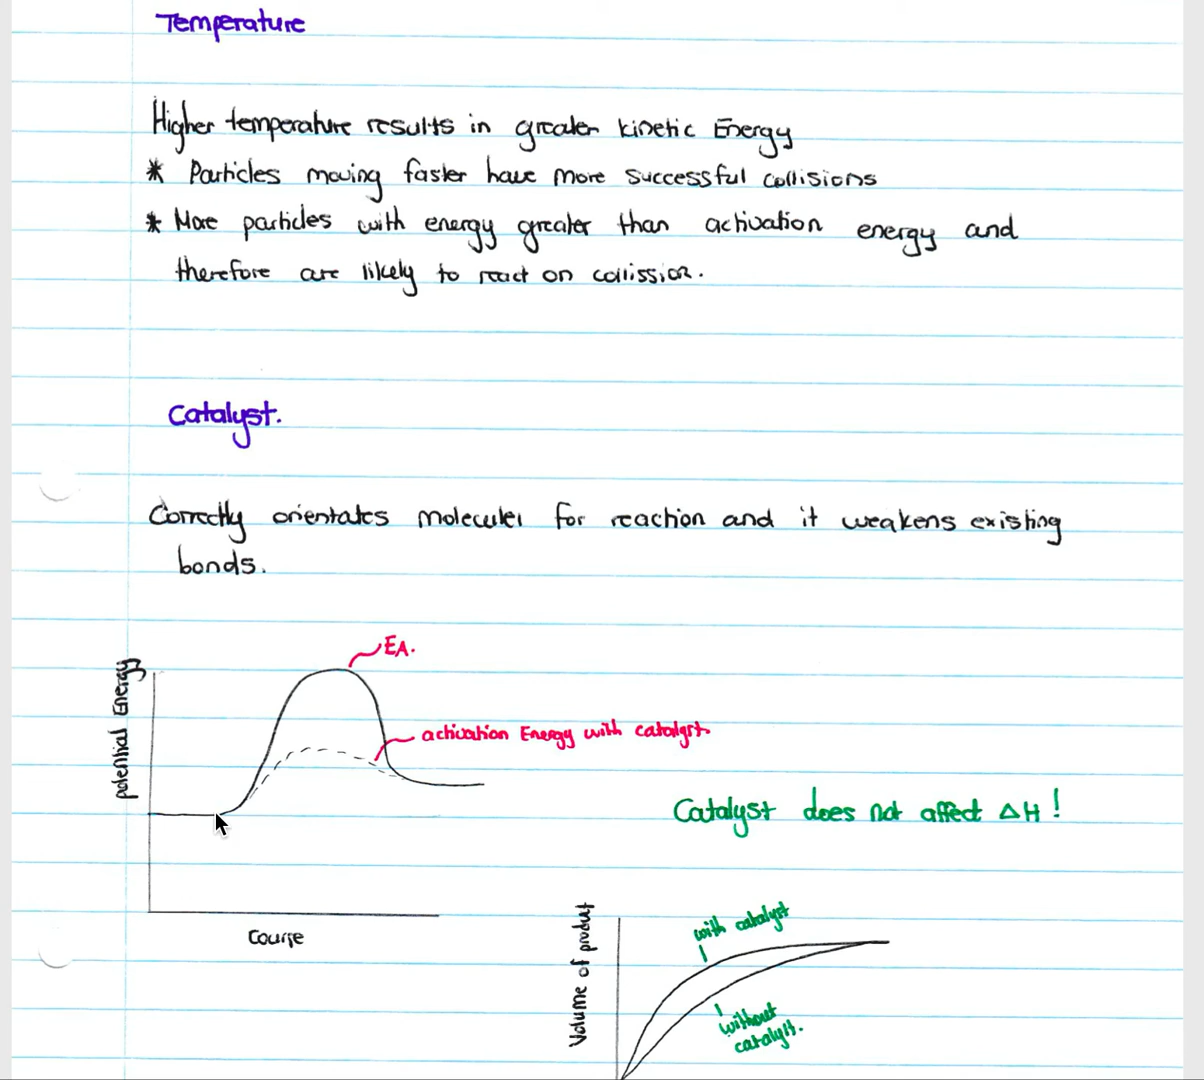 Temperature
Higher temperature results in greater kinetic Energy
* Particles moving faster have more successful collisions
* More particles with energy greater than activation energy and
therefore are likely to react on collission.
Catalyst.
Correctly orientates molecules for reaction and it weakens existing
bonds.
potential Energy
EA.
activation Energy with catalyst.
Catalyst does not affect ΔH!
Course
Volume of product
with catalyst
without
catalyst.